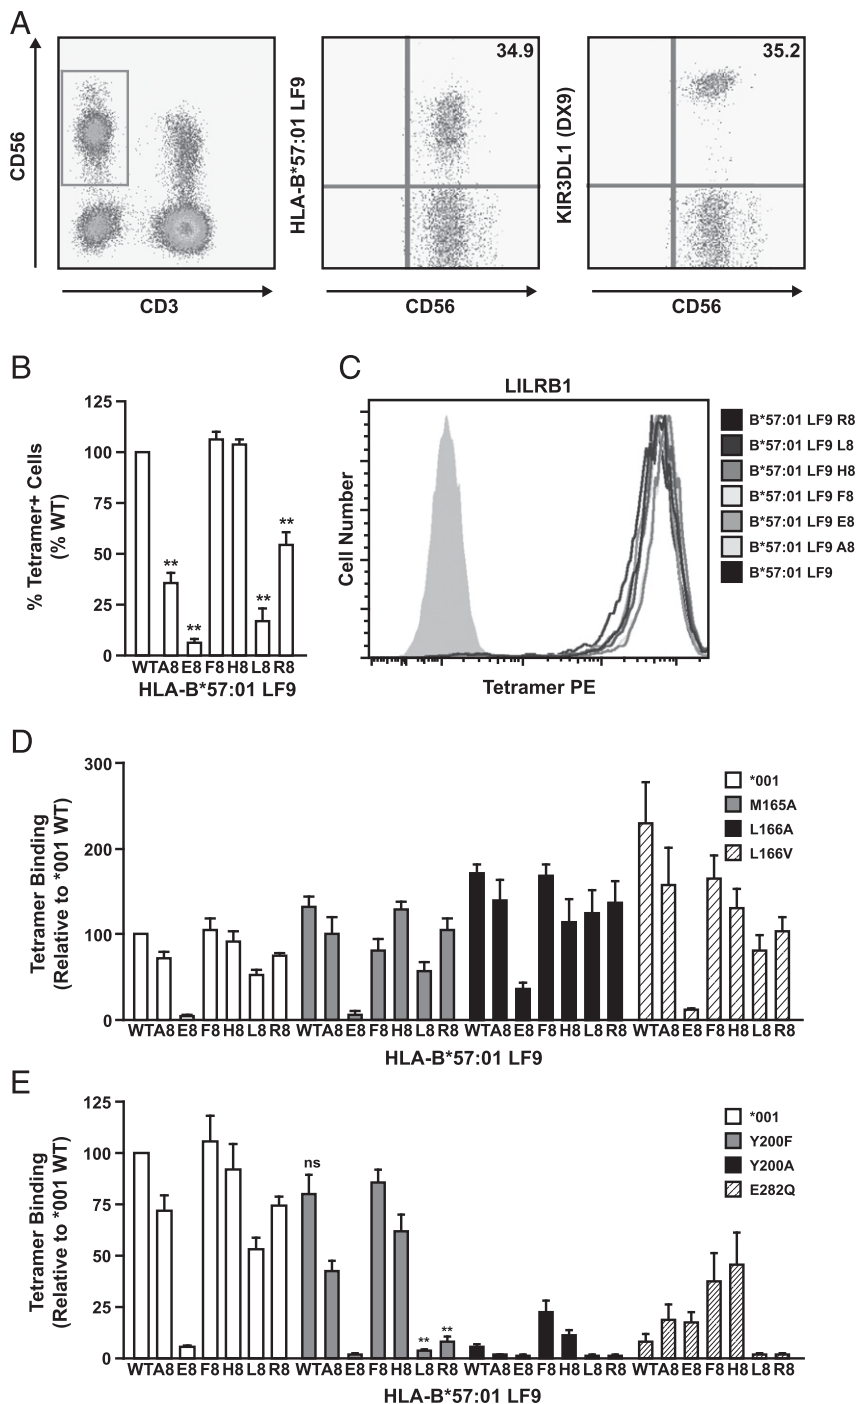 A
CD56
CD3
HLA-B*57:01 LF9
34.9
CD56
KIR3DL1 (DX9)
35.2
CD56
B
% Tetramer+ Cells
(% WT)
125
100
75
50
25
0
**
**
**
**
WT A8 E8 F8 H8 L8 R8
HLA-B*57:01 LF9
C
LILRB1
Cell Number
Tetramer PE
B*57:01 LF9 R8
B*57:01 LF9 L8
B*57:01 LF9 H8
B*57:01 LF9 F8
B*57:01 LF9 E8
B*57:01 LF9 A8
B*57:01 LF9
D
Tetramer Binding
(Relative to *001 WT)
300
200
100
0
*001
M165A
L166A
L166V
WT A8 E8 F8 H8 L8 R8 WT A8 E8 F8 H8 L8 R8 WT A8 E8 F8 H8 L8 R8 WT A8 E8 F8 H8 L8 R8
HLA-B*57:01 LF9
E
Tetramer Binding
(Relative to *001 WT)
125
100
75
50
25
0
ns
**
**
*001
Y200F
Y200A
E282Q
WT A8 E8 F8 H8 L8 R8 WT A8 E8 F8 H8 L8 R8 WT A8 E8 F8 H8 L8 R8 WT A8 E8 F8 H8 L8 R8
HLA-B*57:01 LF9